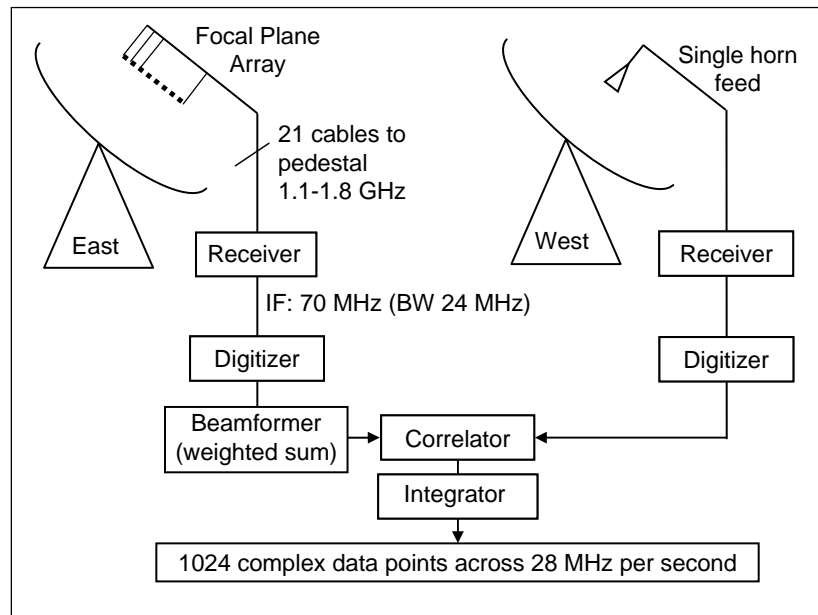 Focal Plane
Array
Single horn
feed
21 cables to
pedestal
1.1-1.8 GHz
East
West
Receiver
Receiver
IF: 70 MHz (BW 24 MHz)
Digitizer
Digitizer
Beamformer
(weighted sum)
Correlator
Integrator
1024 complex data points across 28 MHz per second